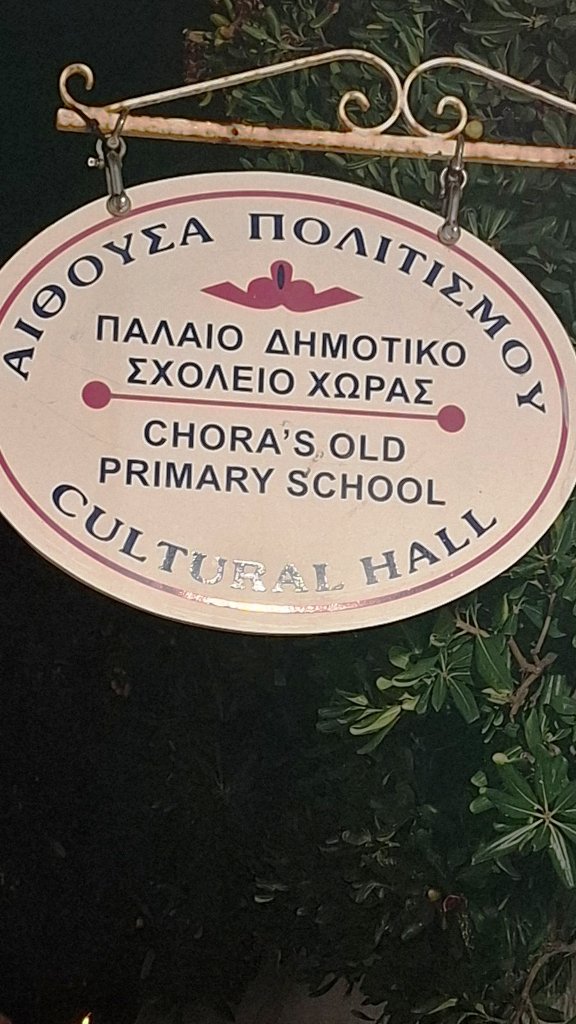 ΑΙΘΟΥΣΑ ΠΟΛΙΤΙΣΜΟΥ
ΠΑΛΑΙΟ ΔΗΜΟΤΙΚΟ
ΣΧΟΛΕΙΟ ΧΩΡΑΣ
CHORA'S OLD
PRIMARY SCHOOL
CULTURAL HALL